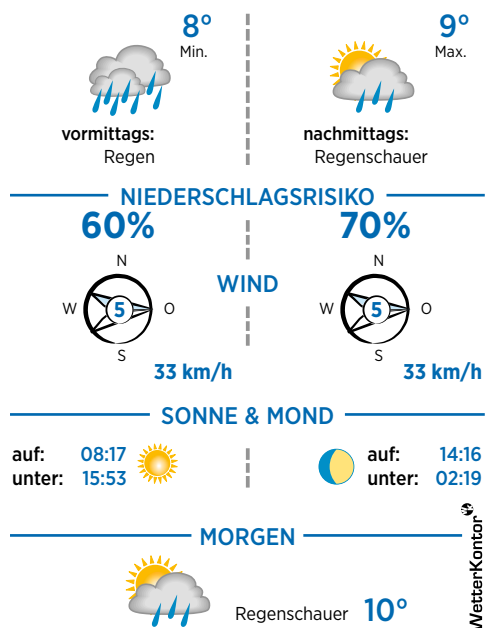 8° 9°
Min. Max.
vormittags: nachmittags:
Regen Regenschauer
NIEDERSCHLAGSRISIKO
60% 70%
WIND
N
W 5 O
S
33 km/h
N
W 5 O
S
33 km/h
SONNE & MOND
auf: 08:17 auf: 14:16
unter: 15:53 unter: 02:19
MORGEN
Regenschauer 10°
WetterKontor